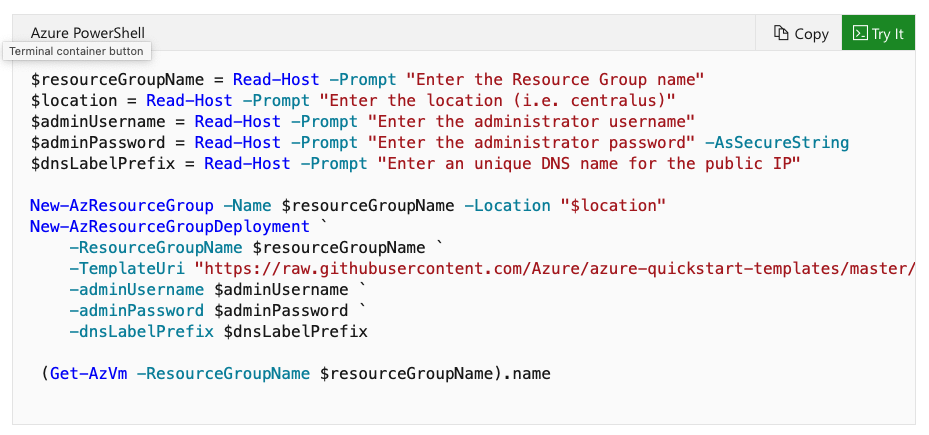 Azure PowerShell
Copy
Try It
Terminal container button
$resourceGroupName = Read-Host -Prompt "Enter the Resource Group name"
$location = Read-Host -Prompt "Enter the location (i.e. centralus)"
$adminUsername = Read-Host -Prompt "Enter the administrator username"
$adminPassword = Read-Host -Prompt "Enter the administrator password" -AsSecureString
$dnsLabelPrefix = Read-Host -Prompt "Enter an unique DNS name for the public IP"
New-AzResourceGroup -Name $resourceGroupName -Location "$location"
New-AzResourceGroupDeployment `
-ResourceGroupName $resourceGroupName `
-TemplateUri "https://raw.githubusercontent.com/Azure/azure-quickstart-templates/master/
-adminUsername $adminUsername `
-adminPassword $adminPassword `
-dnsLabelPrefix $dnsLabelPrefix
(Get-AzVm -ResourceGroupName $resourceGroupName).name